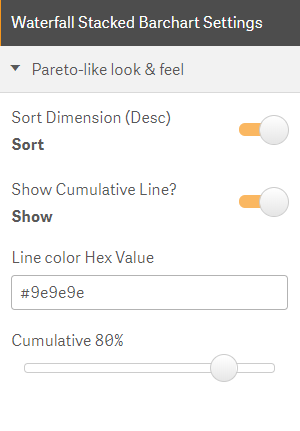 Waterfall Stacked Barchart Settings
Pareto-like look & feel
Sort Dimension (Desc)
Sort
Show Cumulative Line?
Show
Line color Hex Value
#9e9e9e
Cumulative 80%